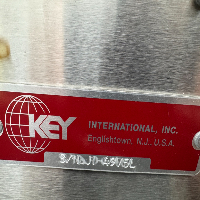 KEY
INTERNATIONAL, INC.
Englishtown, N.J., U.S.A.